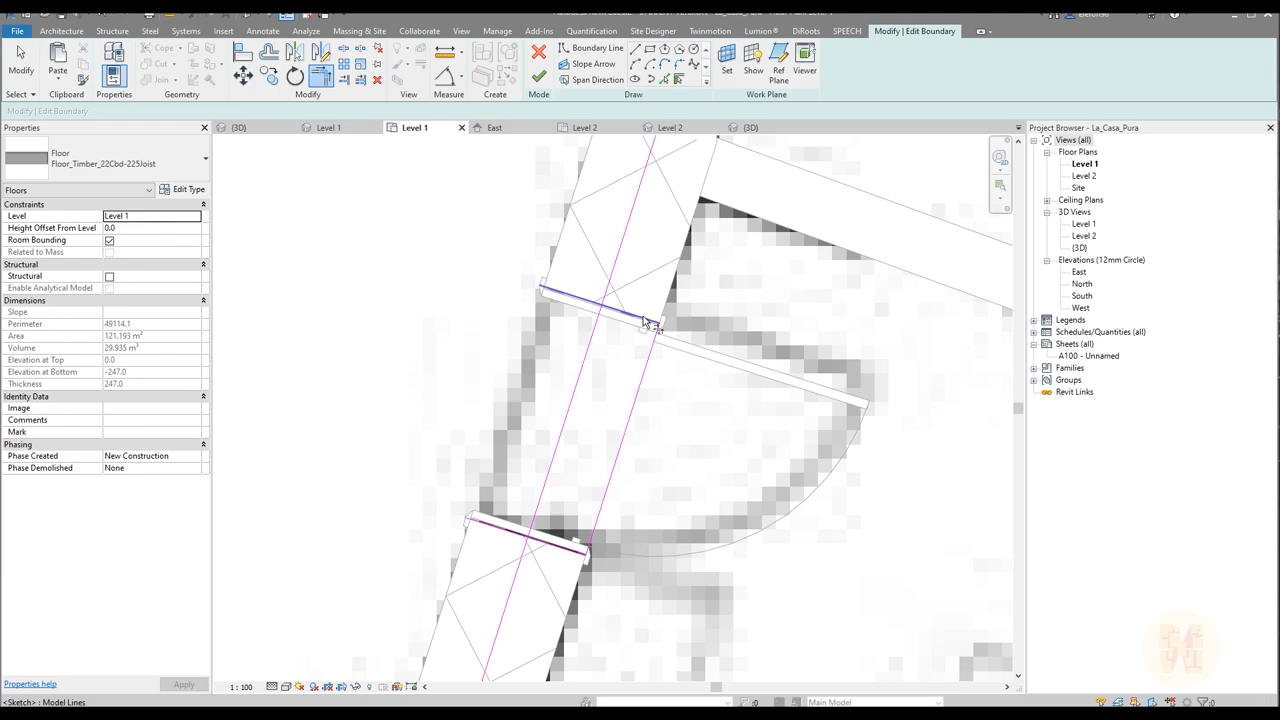 elefon96
File
Architecture
Structure
Steel
Systems
Insert
Annotate
Analyze
Massing & Site
Collaborate
View
Manage
Add-Ins
Quantification
Site Designer
Twinmotion
Lumion®
DiRoots
SPEECH
Modify | Edit Boundary
Modify
Paste
Cut
Join
Boundary Line
Slope Arrow
Span Direction
Set
Show
Ref Plane
Viewer
Select
Clipboard
Properties
Geometry
Modify
View
Measure
Create
Mode
Draw
Work Plane
Modify | Edit Boundary
Properties
{3D}
Level 1
Level 1
East
Level 2
Level 2
{3D}
Project Browser - La_Casa_Pura
Floor
Floor_Timber_22Cbd-225Joist
Floors
Edit Type
Constraints
Level Level 1
Height Offset From Level 0.0
Room Bounding
Related to Mass
Structural
Structural
Enable Analytical Model
Dimensions
Slope
Perimeter 49114.1
Area 121.193 m²
Volume 29.935 m³
Elevation at Top 0.0
Elevation at Bottom -247.0
Thickness 247.0
Identity Data
Image
Comments
Mark
Phasing
Phase Created New Construction
Phase Demolished None
Properties help
Apply
Views (all)
Floor Plans
Level 1
Level 2
Site
Ceiling Plans
3D Views
Level 1
Level 2
{3D}
Elevations (12mm Circle)
East
North
South
West
Legends
Schedules/Quantities (all)
Sheets (all)
A100 - Unnamed
Families
Groups
Revit Links
1 : 100
<Sketch> : Model Lines
:0
Main Model
:0